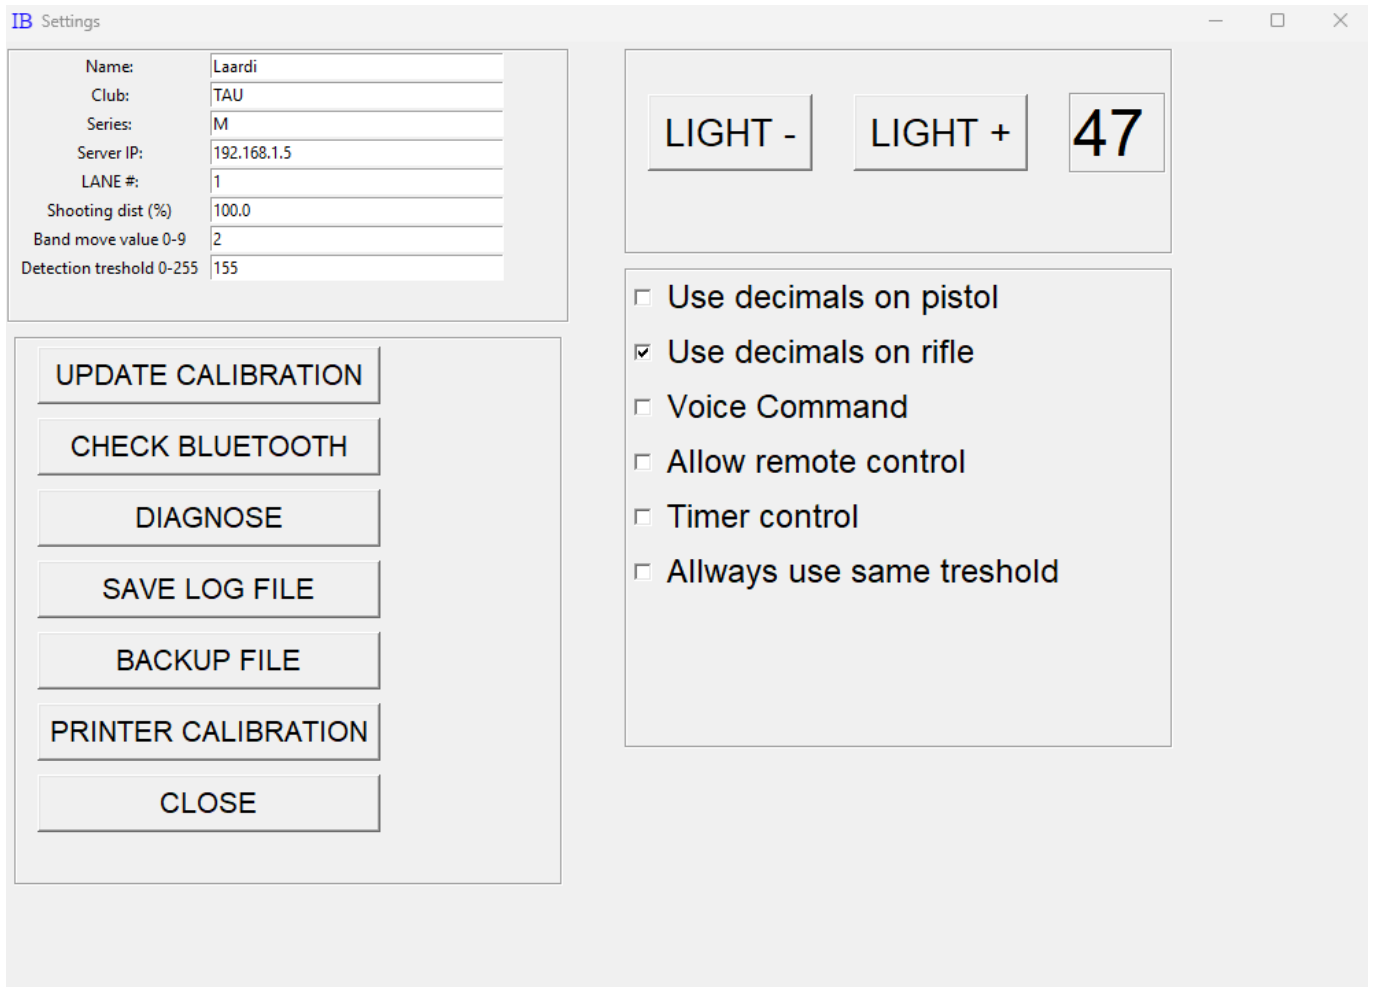 IB Settings
Name: Laardi
Club: TAU
Series: M
Server IP: 192.168.1.5
LANE #: 1
Shooting dist (%) 100.0
Band move value 0-9 2
Detection treshold 0-255 155
UPDATE CALIBRATION
CHECK BLUETOOTH
DIAGNOSE
SAVE LOG FILE
BACKUP FILE
PRINTER CALIBRATION
CLOSE
LIGHT - LIGHT + 47
Use decimals on pistol
Use decimals on rifle
Voice Command
Allow remote control
Timer control
Allways use same treshold